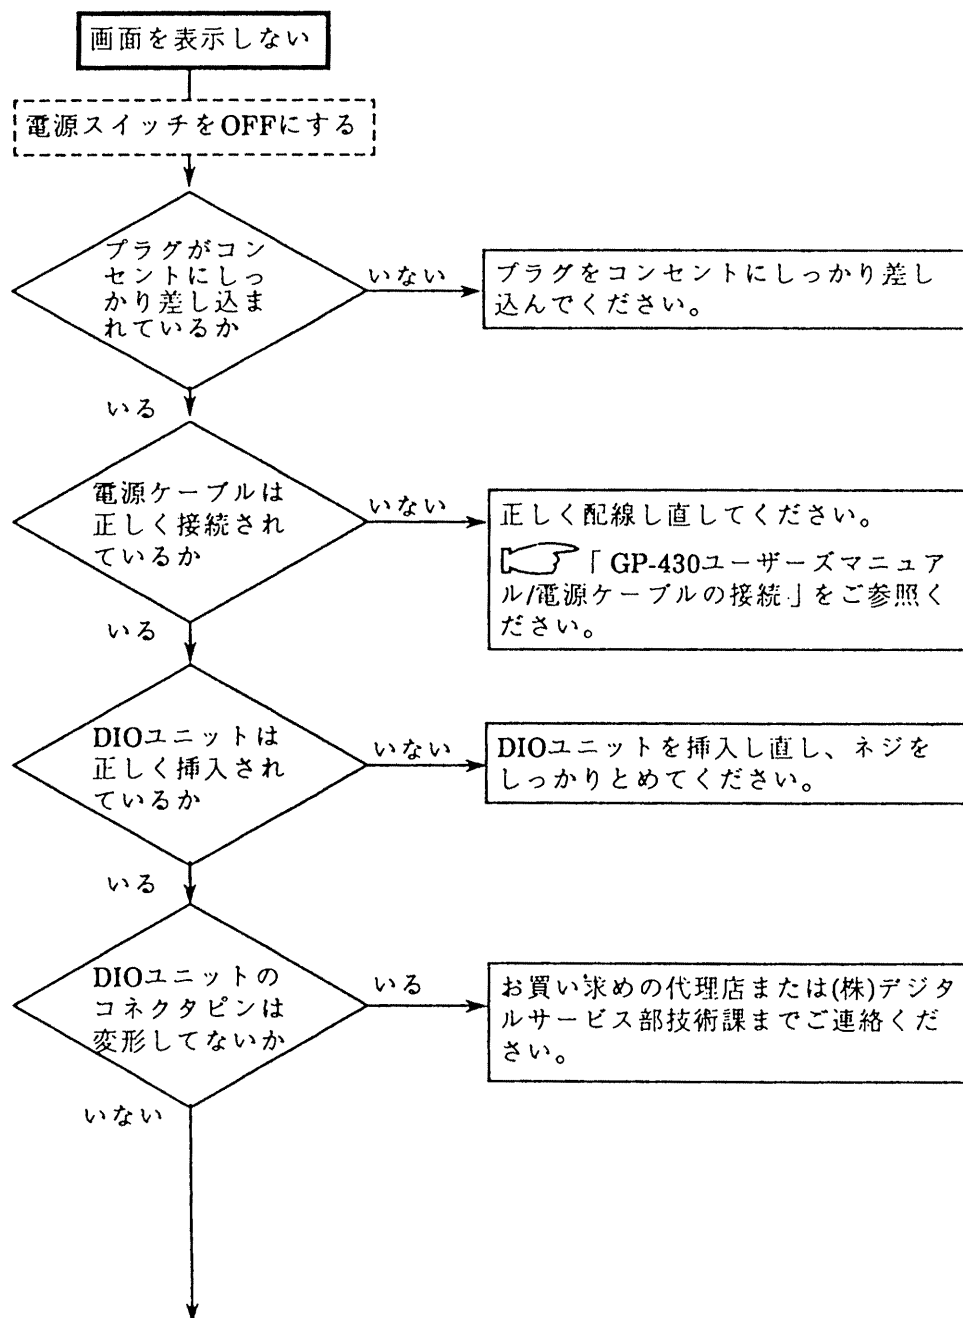 画面を表示しない
電源スイッチをOFFにする
プラグがコン
セントにしっ
かり差し込ま
れているか
いない
プラグをコンセントにしっかり差し
込んでください。
いる
電源ケーブルは
正しく接続され
ているか
いない
正しく配線し直してください。
「GP-430ユーザーズマニュア
ル/電源ケーブルの接続」をご参照く
ださい。
いる
DIOユニットは
正しく挿入され
ているか
いない
DIOユニットを挿入し直し、ネジを
しっかりとめてください。
いる
DIOユニットの
コネクタピンは
変形してないか
いる
お買い求めの代理店または(株)デジタ
ルサービス部技術課までご連絡くだ
さい。
いない